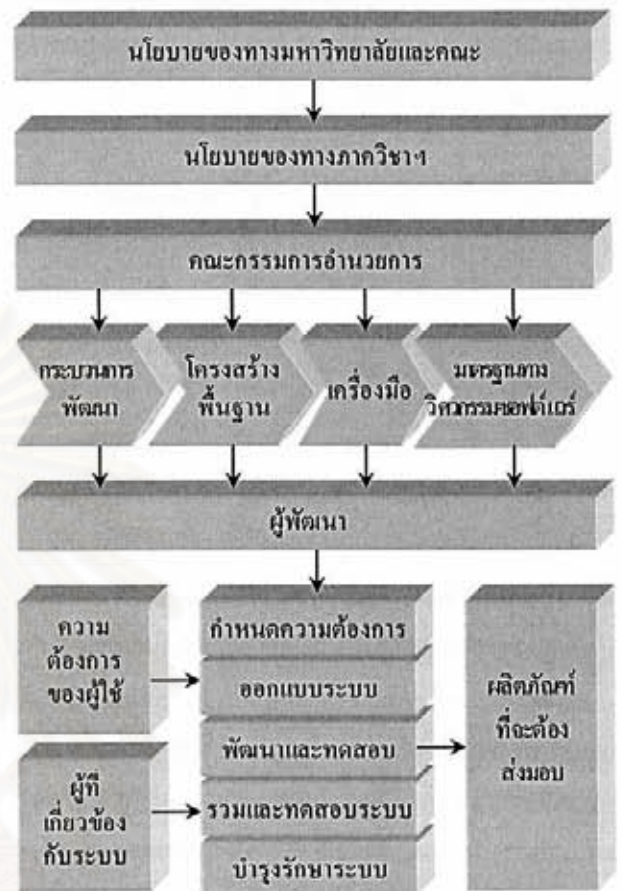 นโยบายของทางมหาวิทยาลัยและคณะ
นโยบายของทางภาควิชาฯ
คณะกรรมการอำนวยการ
กระบวนการ
พัฒนา
โครงสร้าง
พื้นฐาน
เครื่องมือ
มาตรฐานทาง
วิศวกรรมซอฟต์แวร์
ผู้พัฒนา
ความ
ต้องการ
ของผู้ใช้
ผู้ที่
เกี่ยวข้อง
กับระบบ
กำหนดความต้องการ
ออกแบบระบบ
พัฒนาและทดสอบ
รวมและทดสอบระบบ
บำรุงรักษาระบบ
ผลิตภัณฑ์
ที่จะต้อง
ส่งมอบ